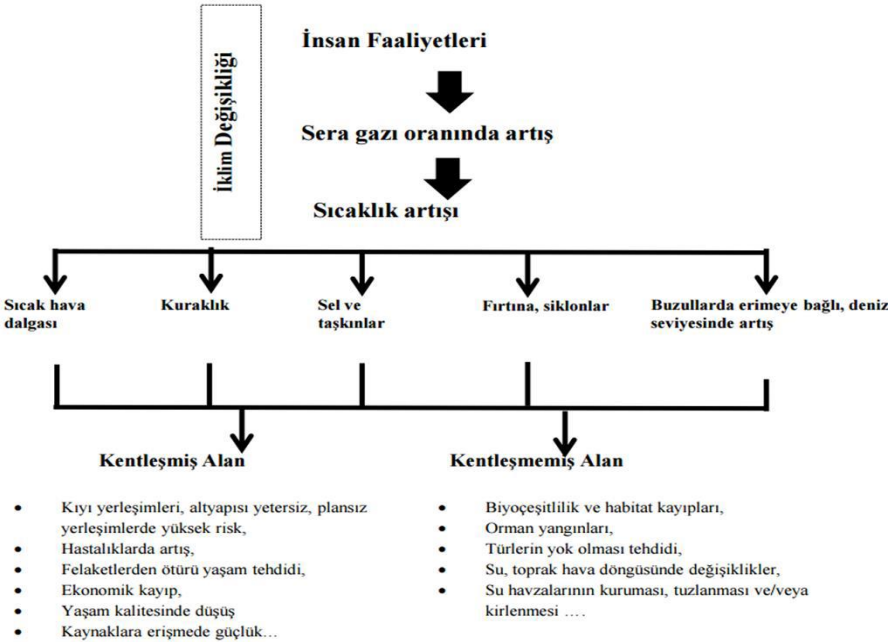 İklim Değişikliği
İnsan Faaliyetleri
Sera gazı oranında artış
Sıcaklık artışı
Sıcak hava
dalgası
Kuraklık
Sel ve
taşkınlar
Fırtına, siklonlar
Buzullarda erimeye bağlı, deniz
seviyesinde artış
Kentleşmiş Alan
• Kıyı yerleşimleri, altyapısı yetersiz, plansız
yerleşimlerde yüksek risk,
• Hastalıklarda artış,
• Felaketlerden ötürü yaşam tehdidi,
• Ekonomik kayıp,
• Yaşam kalitesinde düşüş
• Kaynaklara erişmede güçlük…
Kentleşmemiş Alan
• Biyoçeşitlilik ve habitat kayıpları,
• Orman yangınları,
• Türlerin yok olması tehdidi,
• Su, toprak hava döngüsünde değişiklikler,
• Su havzalarının kuruması, tuzlanması ve/veya
kirlenmesi ….